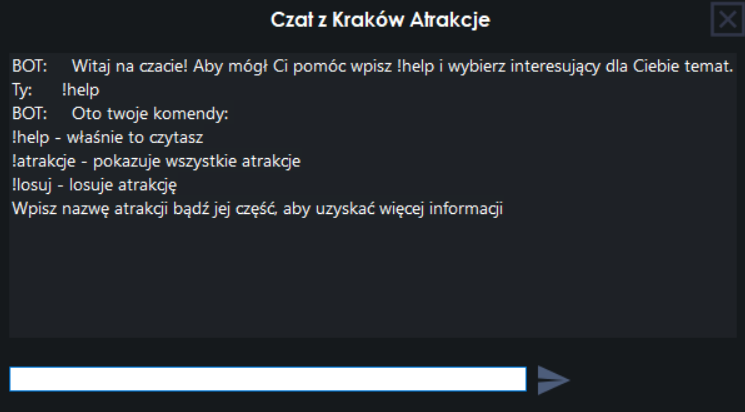 Czat z Kraków Atrakcje
BOT: Witaj na czacie! Aby mógł Ci pomóc wpisz !help i wybierz interesujący dla Ciebie temat.
Ty: !help
BOT: Oto twoje komendy:
!help - właśnie to czytasz
!atrakcje - pokazuje wszystkie atrakcje
!losuj - losuje atrakcję
Wpisz nazwę atrakcji bądź jej część, aby uzyskać więcej informacji